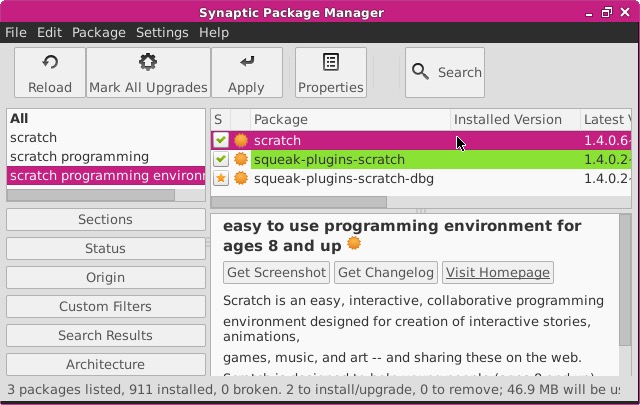 Synaptic Package Manager
File Edit Package Settings Help
Reload
Mark All Upgrades
Apply
Properties
Search
All
scratch
scratch programming
scratch programming environ
S Package Installed Version Latest V
scratch 1.4.0.6-
squeak-plugins-scratch 1.4.0.2-
squeak-plugins-scratch-dbg 1.4.0.2-
Sections
Status
Origin
Custom Filters
Search Results
Architecture
easy to use programming environment for
ages 8 and up
Get Screenshot Get Changelog Visit Homepage
Scratch is an easy, interactive, collaborative programming
environment designed for creation of interactive stories,
animations,
games, music, and art -- and sharing these on the web.
3 packages listed, 911 installed, 0 broken. 2 to install/upgrade, 0 to remove; 46.9 MB will be u